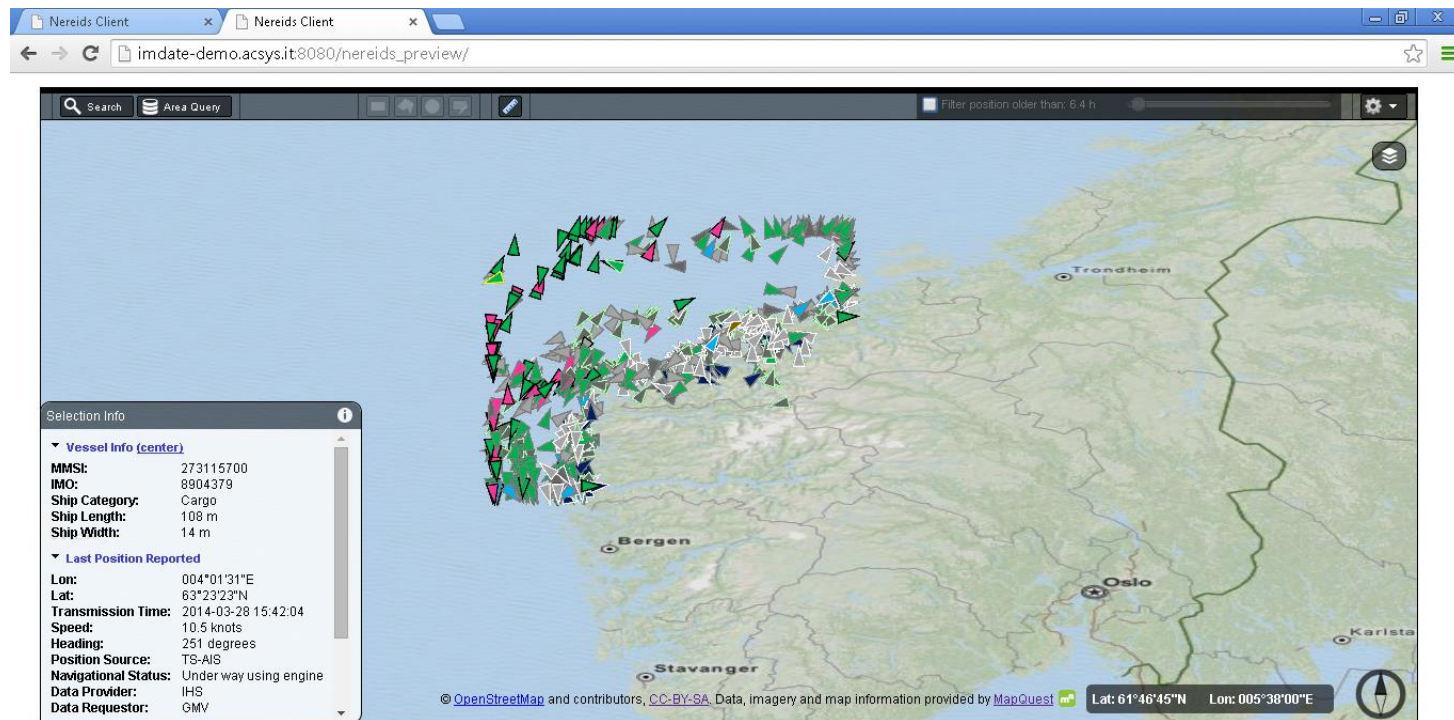 Nereids Client
Nereids Client
imdate-demo.acsys.it:8080/nereids_preview/
Search
Area Query
Filter position older than: 6.4 h
Trondheim
Selection Info
Vessel Info (center)
MMSI: 273115700
IMO: 8904379
Ship Category: Cargo
Ship Length: 108 m
Ship Width: 14 m
Last Position Reported
Lon: 004°01'31"E
Lat: 63°23'23"N
Transmission Time: 2014-03-28 15:42:04
Speed: 10.5 knots
Heading: 251 degrees
Position Source: TS-AIS
Navigational Status: Under way using engine
Data Provider: IHS
Data Requestor: GMV
Bergen
Oslo
Karlsta
Stavanger
© OpenStreetMap and contributors, CC-BY-SA. Data, imagery and map information provided by MapQuest
Lat: 61°46'45"N Lon: 005°38'00"E